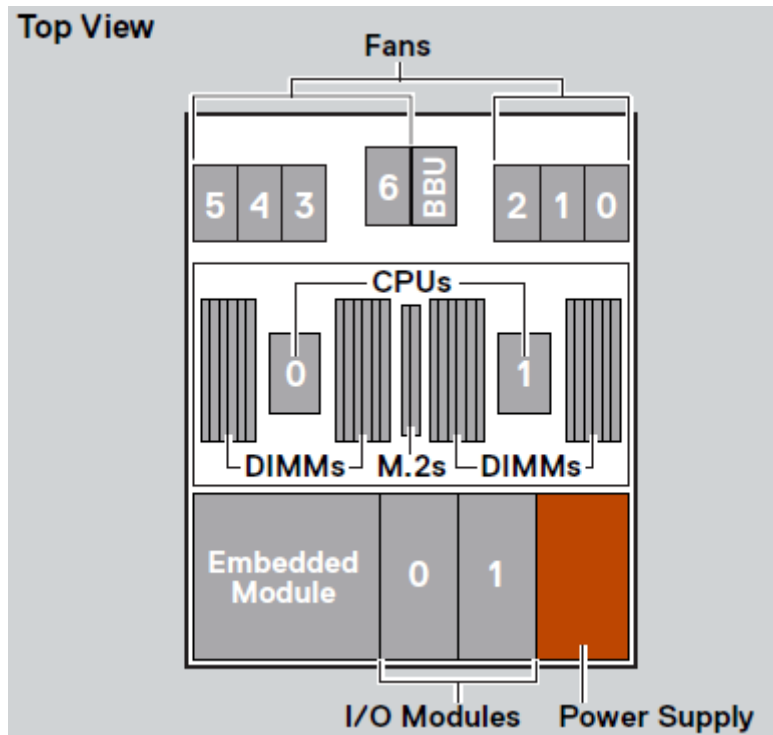 Top View
Fans
5 4 3
6 BBU
2 1 0
CPUs
0
1
DIMMs M.2s DIMMs
Embedded
Module
0 1
I/O Modules Power Supply